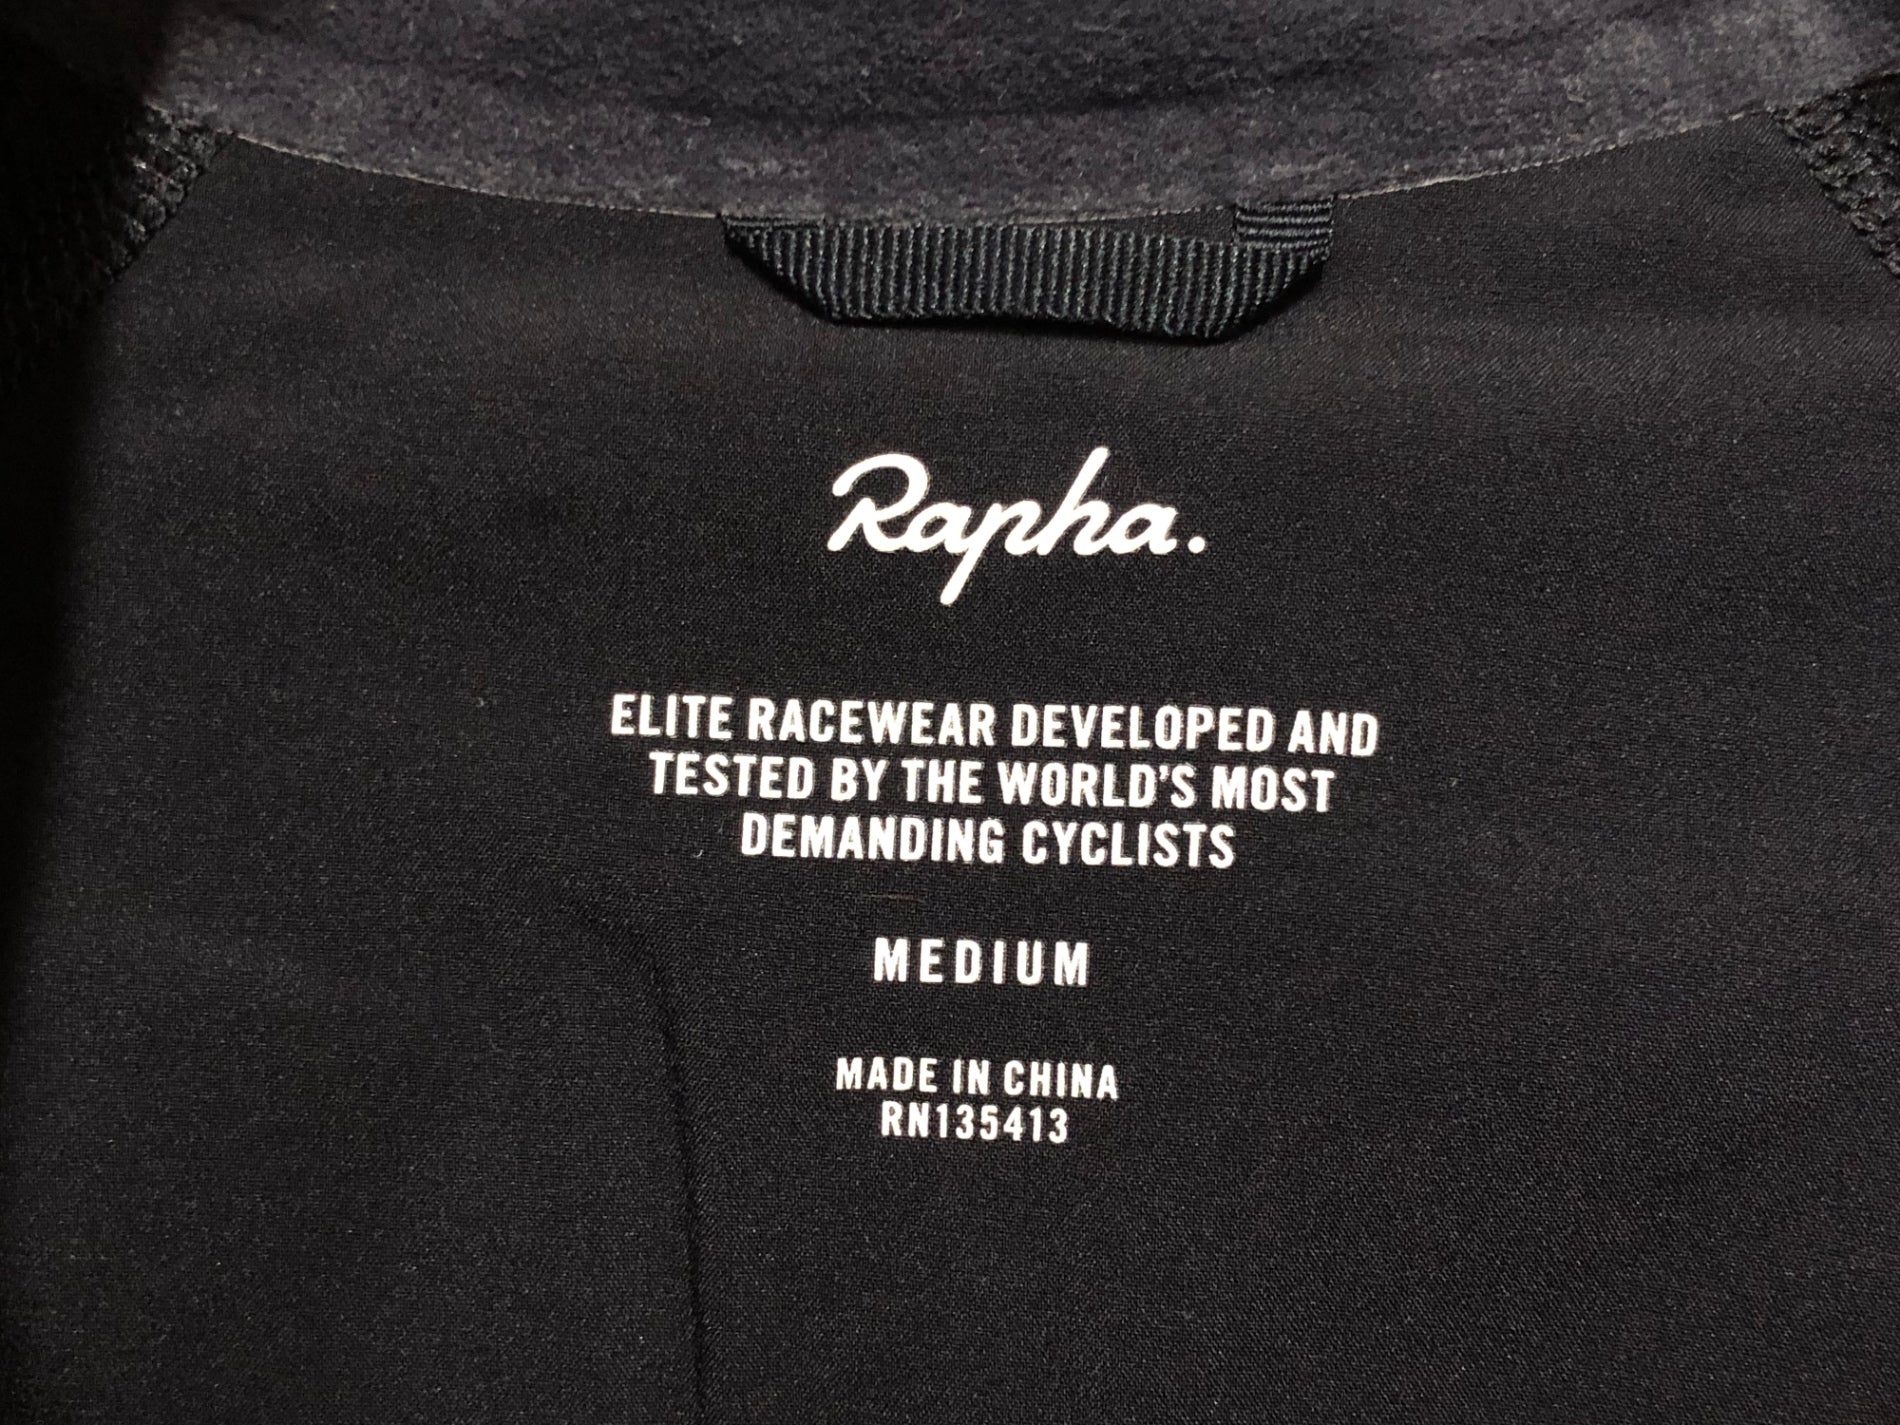 Rapha.
ELITE RACEWEAR DEVELOPED AND
TESTED BY THE WORLD'S MOST
DEMANDING CYCLISTS
MEDIUM
MADE IN CHINA
RN135413